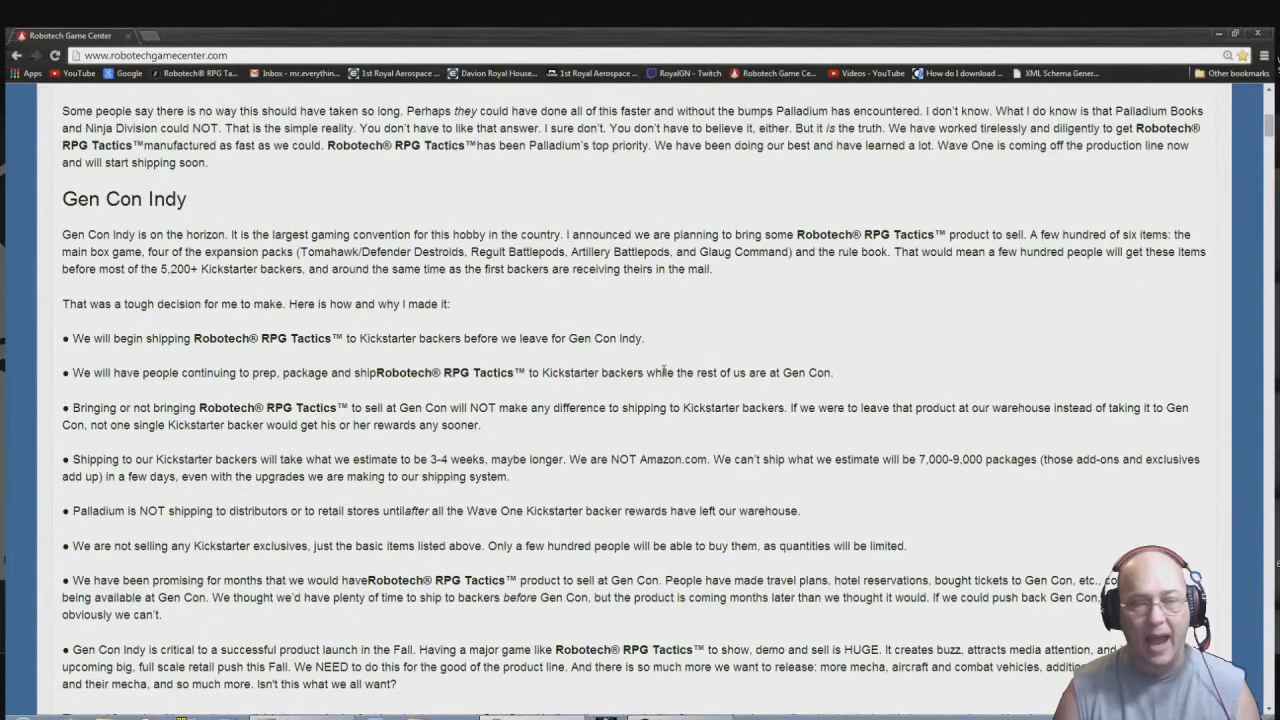 Robotech Game Center
www.robotechgamecenter.com
Apps YouTube Google Robotech® RPG Ta... Inbox - mr.everythin... 1st Royal Aerospace ... Davion Royal House... 1st Royal Aerospace ... RoyalGN - Twitch Robotech Game Ce... Videos - YouTube How do I download ... XML Schema Gener... Other bookmarks
Some people say there is no way this should have taken so long. Perhaps they could have done all of this faster and without the bumps Palladium has encountered. I don't know. What I do know is that Palladium Books
and Ninja Division could NOT. That is the simple reality. You don't have to like that answer. I sure don't. You don't have to believe it, either. But it is the truth. We have worked tirelessly and diligently to get Robotech®
RPG Tactics™manufactured as fast as we could. Robotech® RPG Tactics™has been Palladium's top priority. We have been doing our best and have learned a lot. Wave One is coming off the production line now
and will start shipping soon.
Gen Con Indy
Gen Con Indy is on the horizon. It is the largest gaming convention for this hobby in the country. I announced we are planning to bring some Robotech® RPG Tactics™ product to sell. A few hundred of six items: the
main box game, four of the expansion packs (Tomahawk/Defender Destroids, Regult Battlepods, Artillery Battlepods, and Glaug Command) and the rule book. That would mean a few hundred people will get these items
before most of the 5,200+ Kickstarter backers, and around the same time as the first backers are receiving theirs in the mail.
That was a tough decision for me to make. Here is how and why I made it:
● We will begin shipping Robotech® RPG Tactics™ to Kickstarter backers before we leave for Gen Con Indy.
● We will have people continuing to prep, package and shipRobotech® RPG Tactics™ to Kickstarter backers while the rest of us are at Gen Con.
● Bringing or not bringing Robotech® RPG Tactics™ to sell at Gen Con will NOT make any difference to shipping to Kickstarter backers. If we were to leave that product at our warehouse instead of taking it to Gen
Con, not one single Kickstarter backer would get his or her rewards any sooner.
● Shipping to our Kickstarter backers will take what we estimate to be 3-4 weeks, maybe longer. We are NOT Amazon.com. We can't ship what we estimate will be 7,000-9,000 packages (those add-ons and exclusives
add up) in a few days, even with the upgrades we are making to our shipping system.
● Palladium is NOT shipping to distributors or to retail stores untilafter all the Wave One Kickstarter backer rewards have left our warehouse.
● We are not selling any Kickstarter exclusives, just the basic items listed above. Only a few hundred people will be able to buy them, as quantities will be limited.
● We have been promising for months that we would haveRobotech® RPG Tactics™ product to sell at Gen Con. People have made travel plans, hotel reservations, bought tickets to Gen Con, etc.,
being available at Gen Con. We thought we'd have plenty of time to ship to backers before Gen Con, but the product is coming months later than we thought it would. If we could push back Gen Con,
obviously we can't.
● Gen Con Indy is critical to a successful product launch in the Fall. Having a major game like Robotech® RPG Tactics™ to show, demo and sell is HUGE. It creates buzz, attracts media attention, and
upcoming big, full scale retail push this Fall. We NEED to do this for the good of the product line. And there is so much more we want to release: more mecha, aircraft and combat vehicles,
and their mecha, and so much more. Isn't this what we all want?